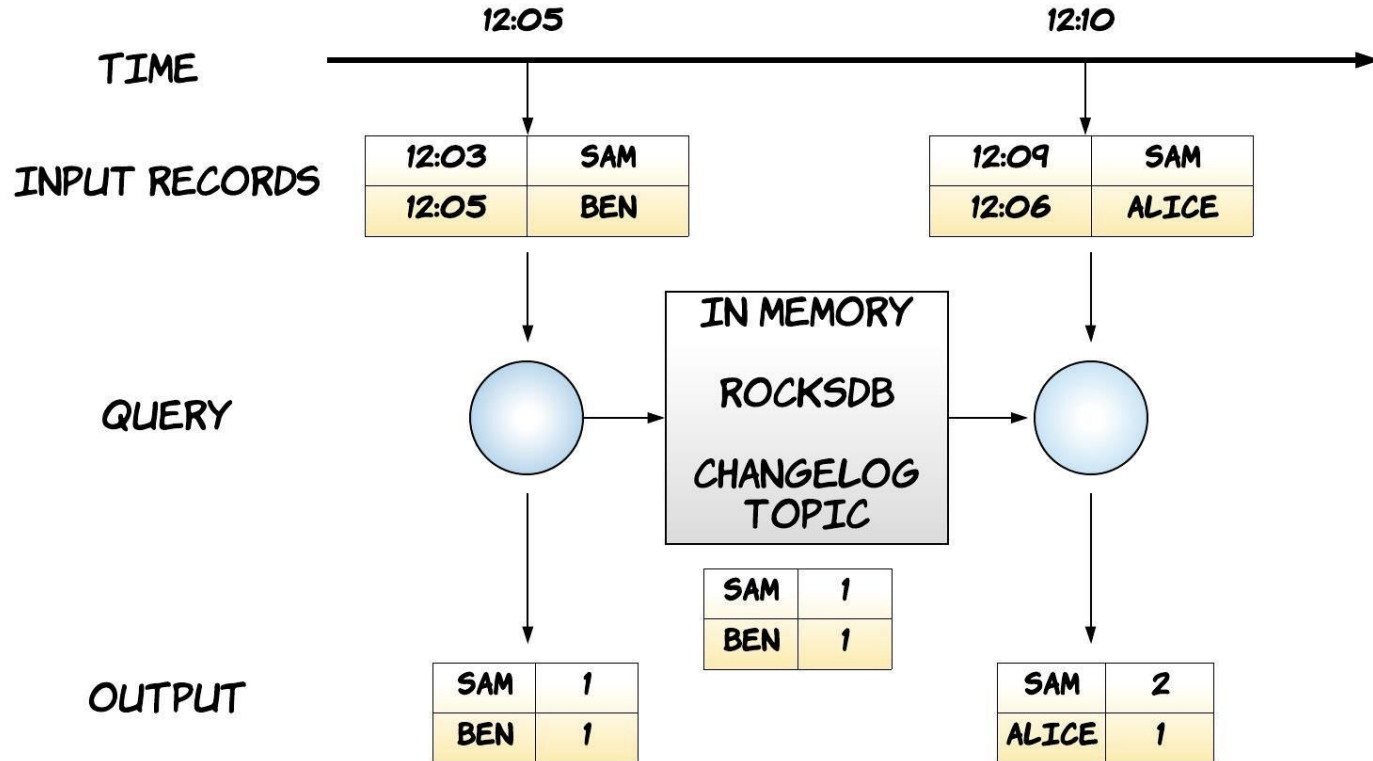 12:05 12:10
TIME
INPUT RECORDS
12:03 SAM
12:05 BEN
12:09 SAM
12:06 ALICE
QUERY
IN MEMORY
ROCKSDB
CHANGELOG
TOPIC
SAM 1
BEN 1
OUTPUT
SAM 1
BEN 1
SAM 2
ALICE 1